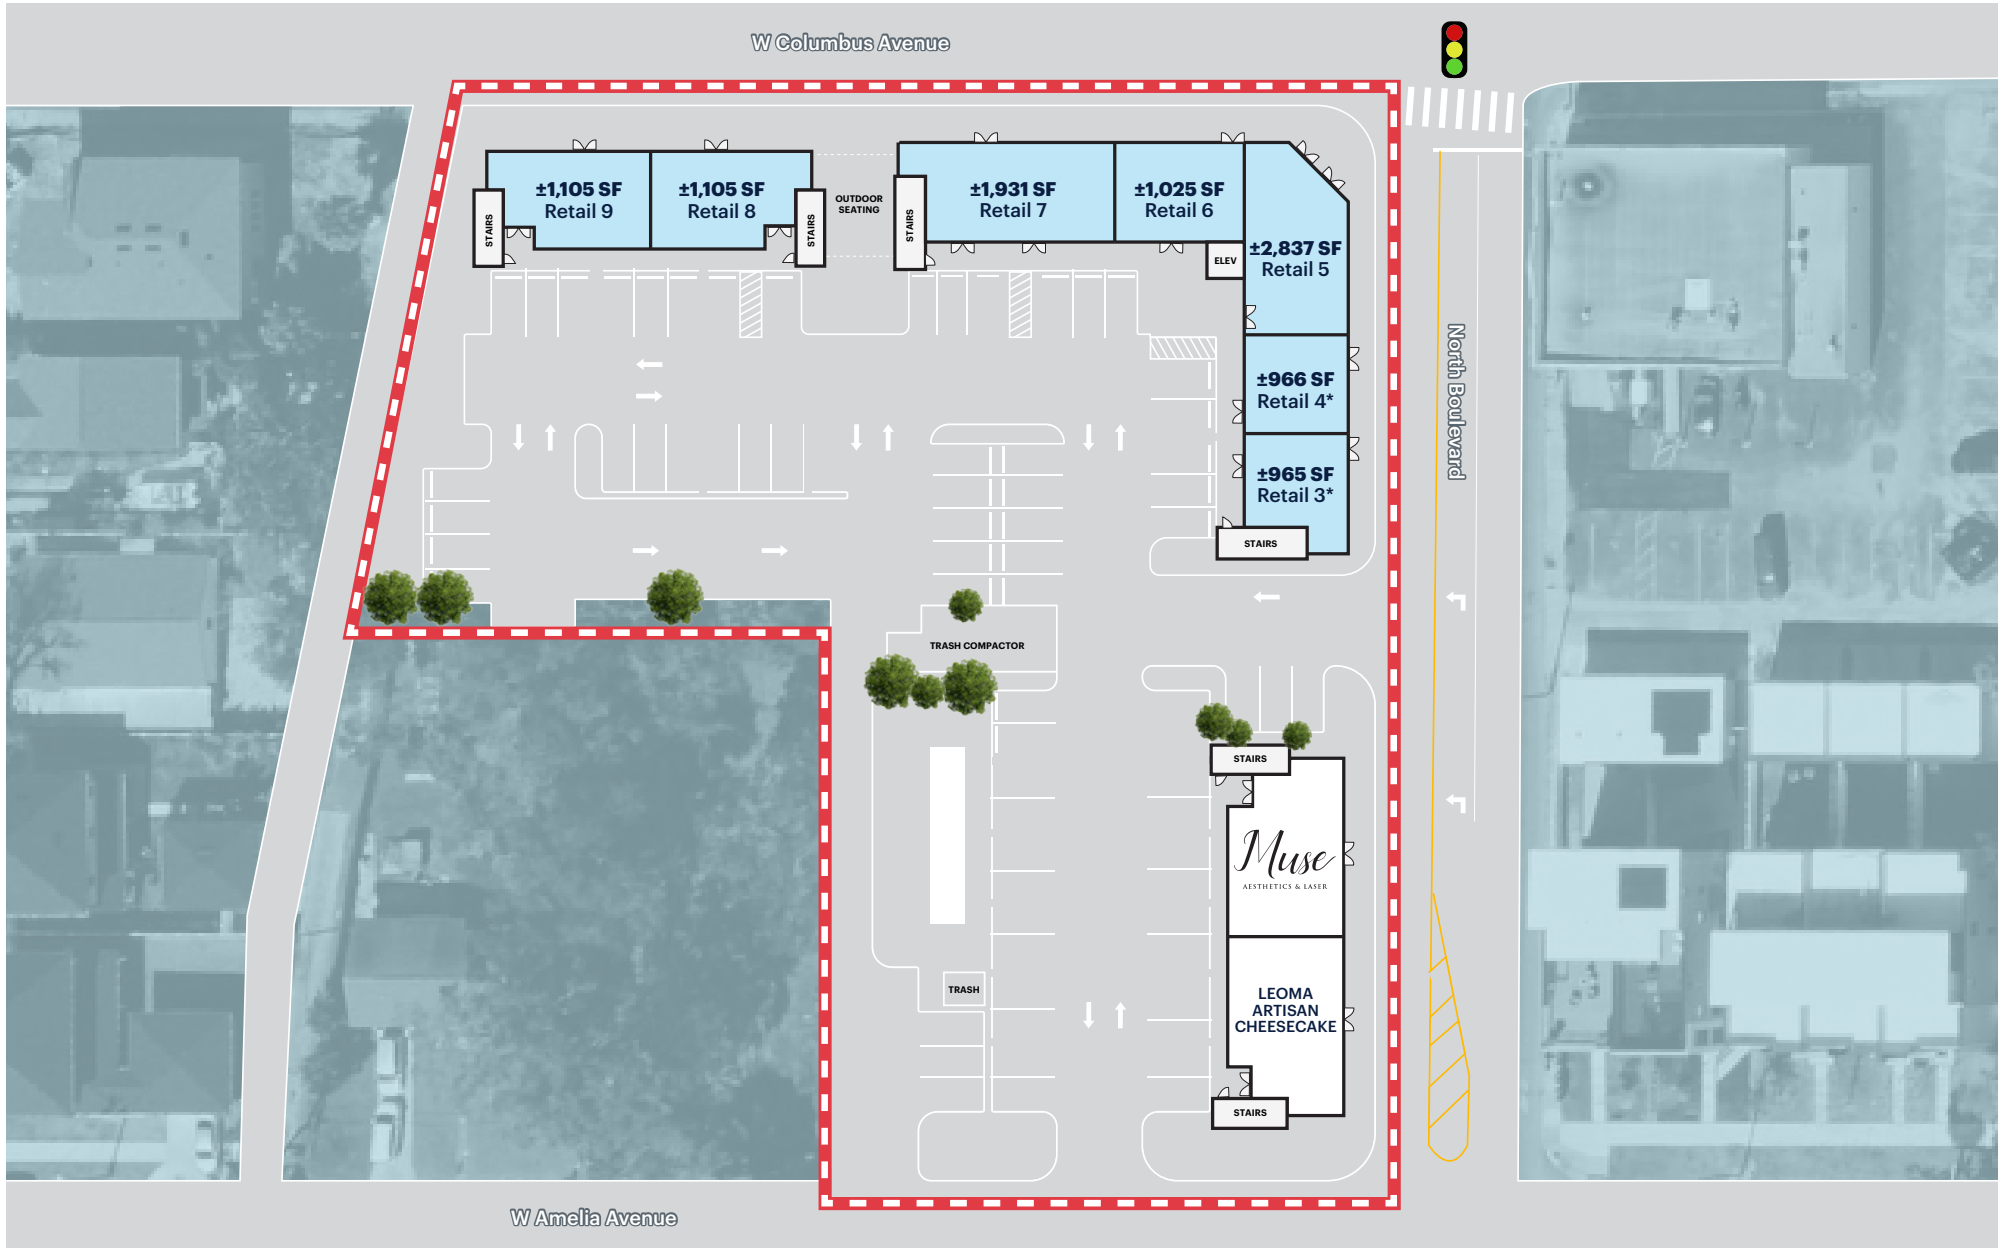 W Columbus Avenue
±1,105 SF
Retail 9
±1,105 SF
Retail 8
OUTDOOR
SEATING
±1,931 SF
Retail 7
±1,025 SF
Retail 6
STAIRS
STAIRS
STAIRS
ELEV
±2,837 SF
Retail 5
±966 SF
Retail 4*
±965 SF
Retail 3*
STAIRS
North Boulevard
TRASH COMPACTOR
STAIRS
Muse
AESTHETICS & LASER
LEOMA
ARTISAN
CHEESECAKE
TRASH
STAIRS
W Amelia Avenue